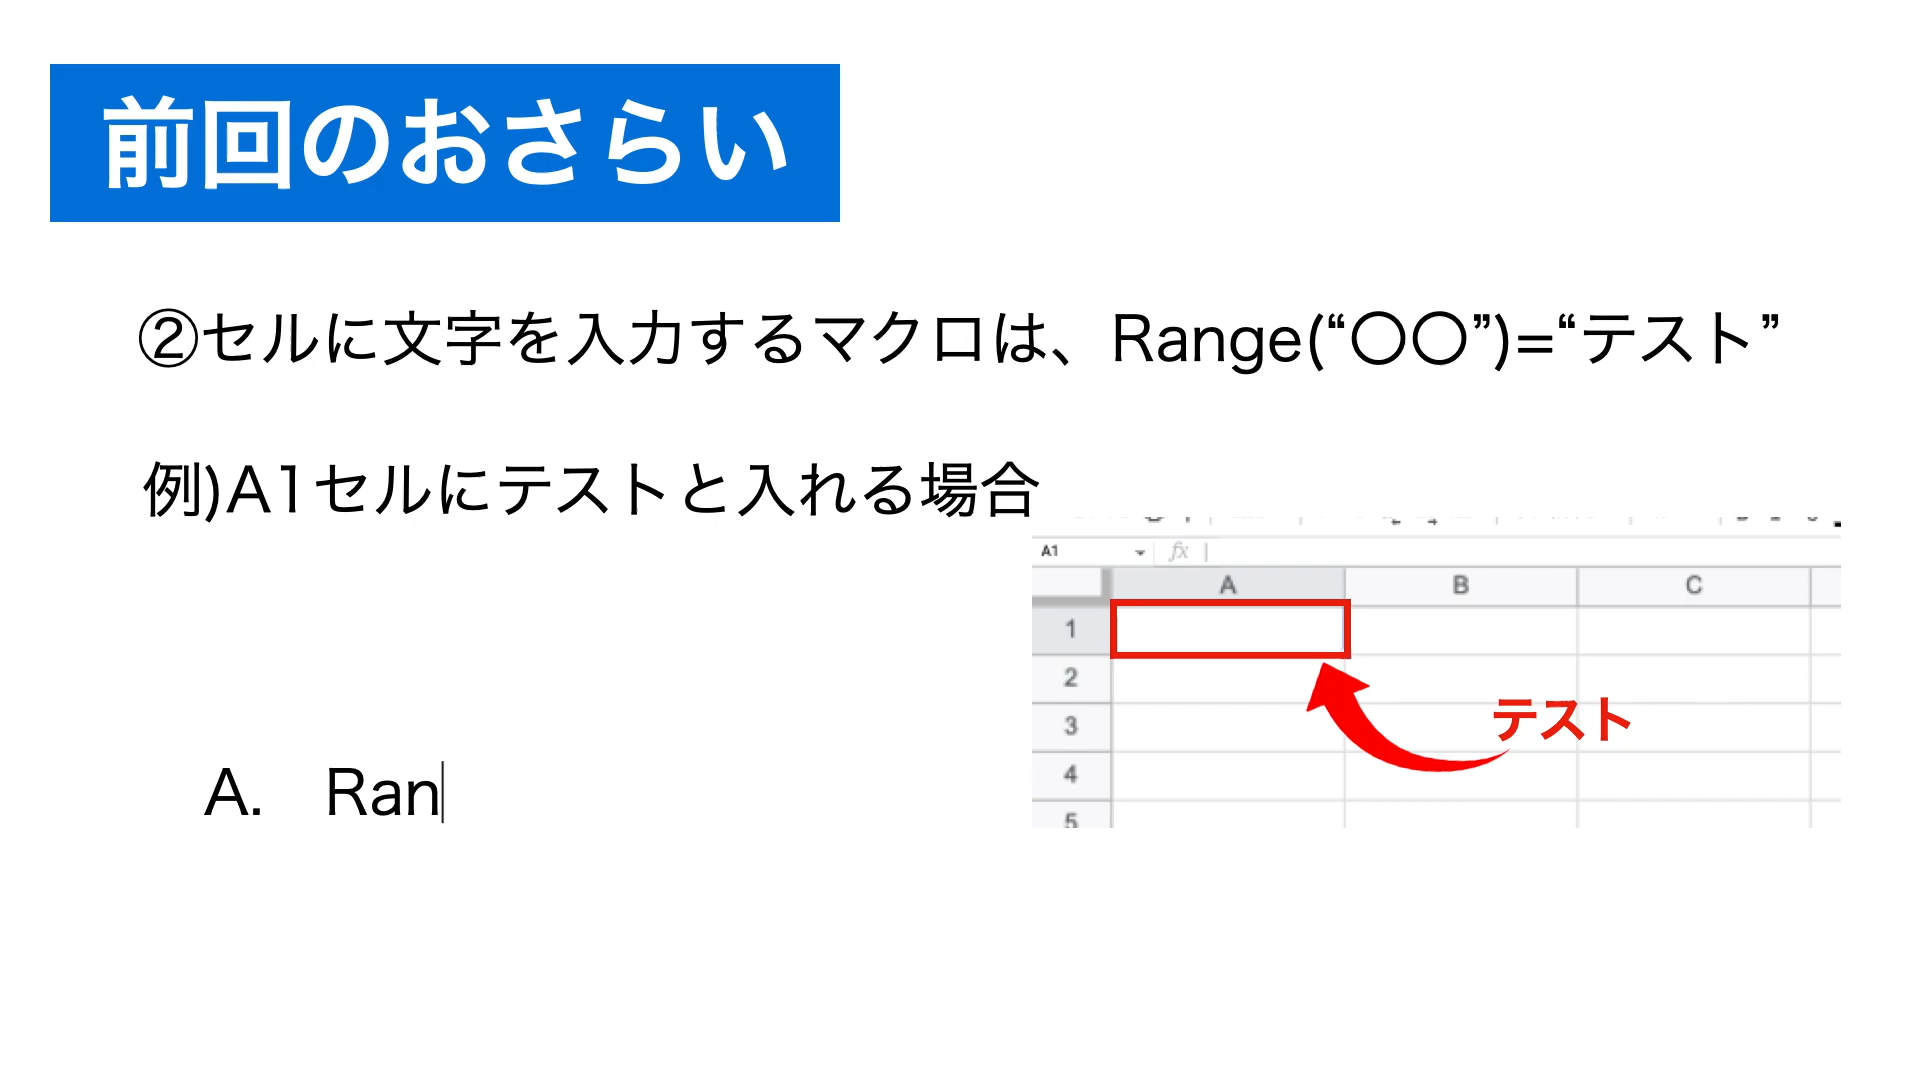 前回のおさらい
②セルに文字を入力するマクロは、Range(“〇〇”)=“テスト”
例)A1セルにテストと入れる場合
A1 fx
A B C
1
2
3
テスト
4
5
A. Ran